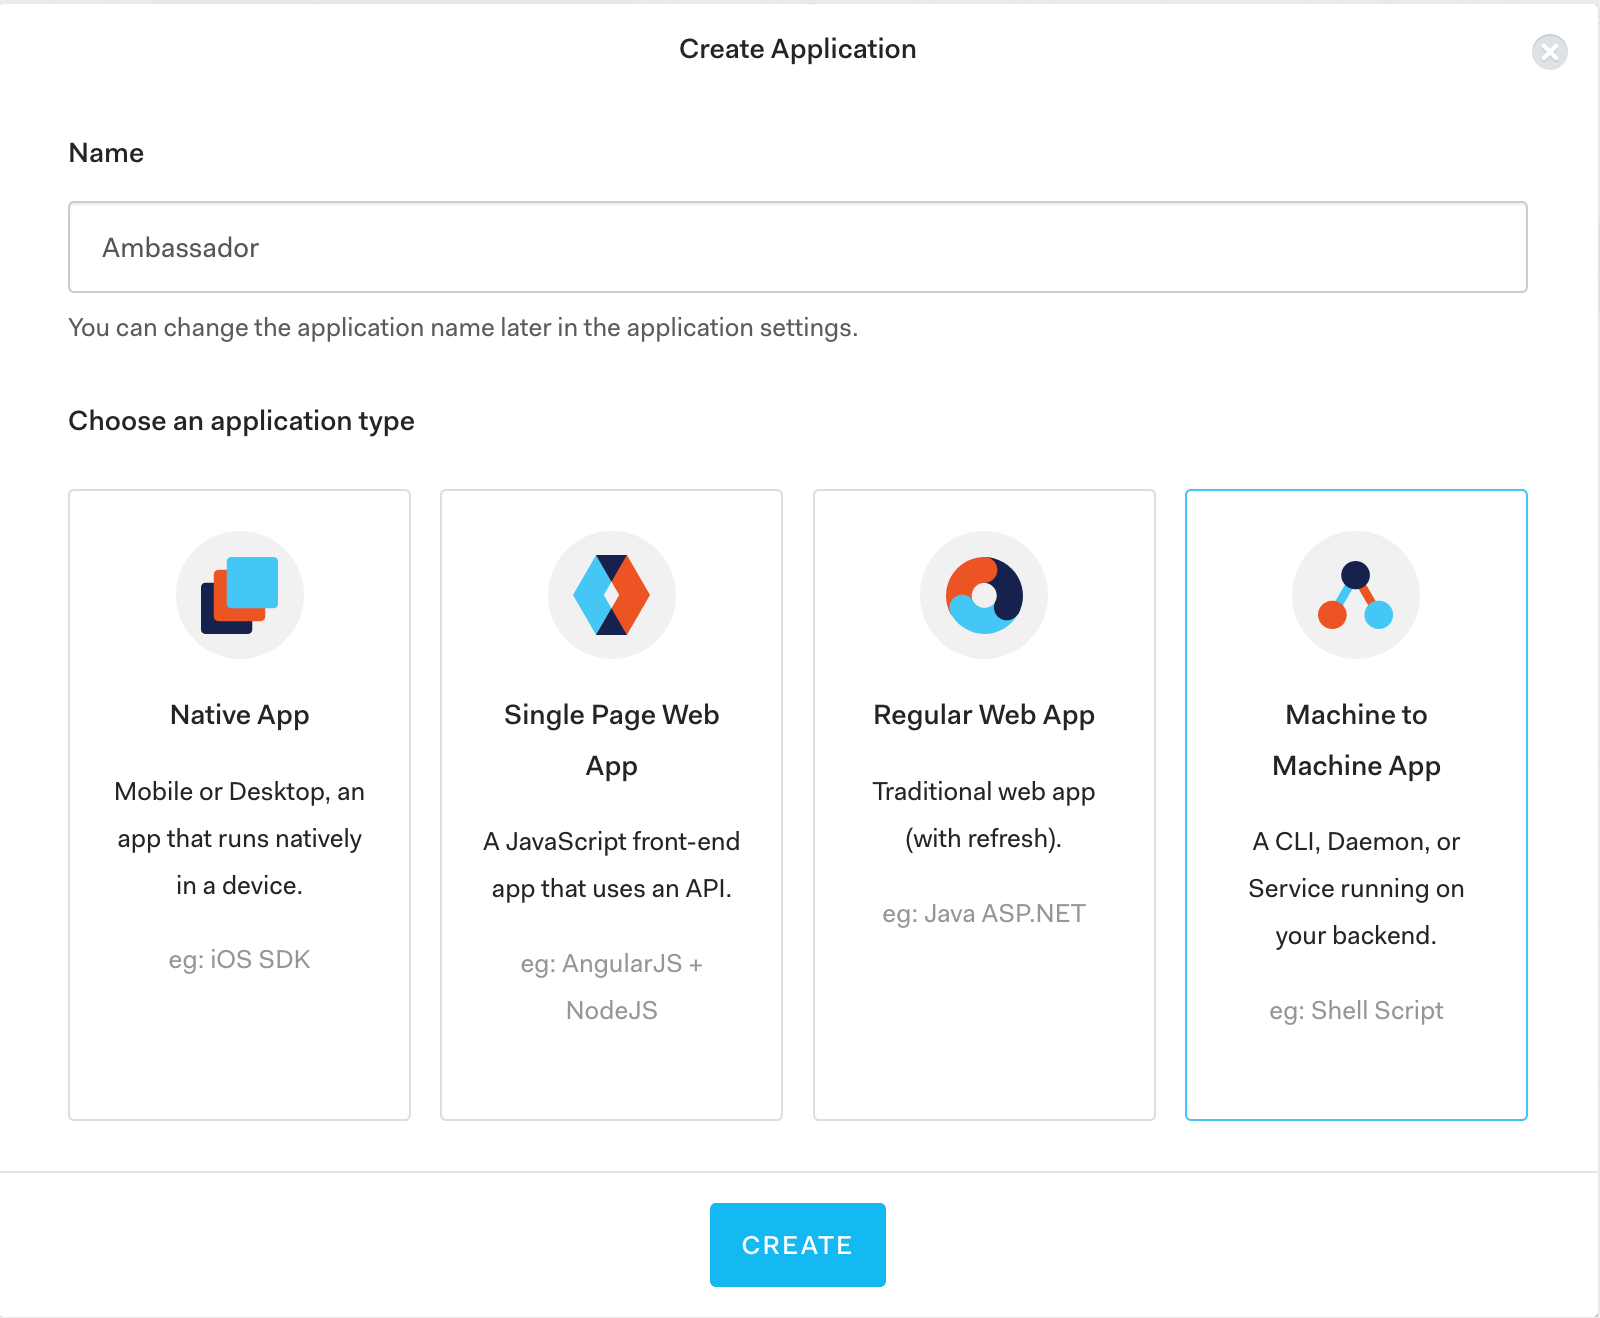 Create Application
Name
Ambassador
You can change the application name later in the application settings.
Choose an application type
Native App
Mobile or Desktop, an
app that runs natively
in a device.
eg: iOS SDK
Single Page Web
App
A JavaScript front-end
app that uses an API.
eg: AngularJS +
NodeJS
Regular Web App
Traditional web app
(with refresh).
eg: Java ASP.NET
Machine to
Machine App
A CLI, Daemon, or
Service running on
your backend.
eg: Shell Script
CREATE